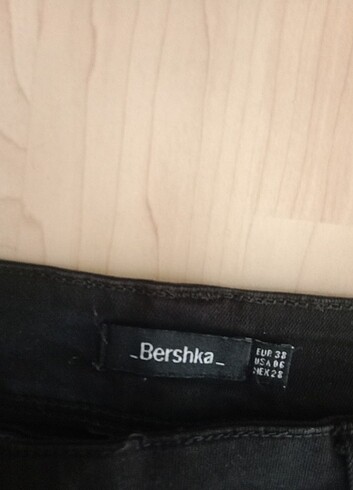 _Bershka_
EUR 38
USA 06
MEX 28